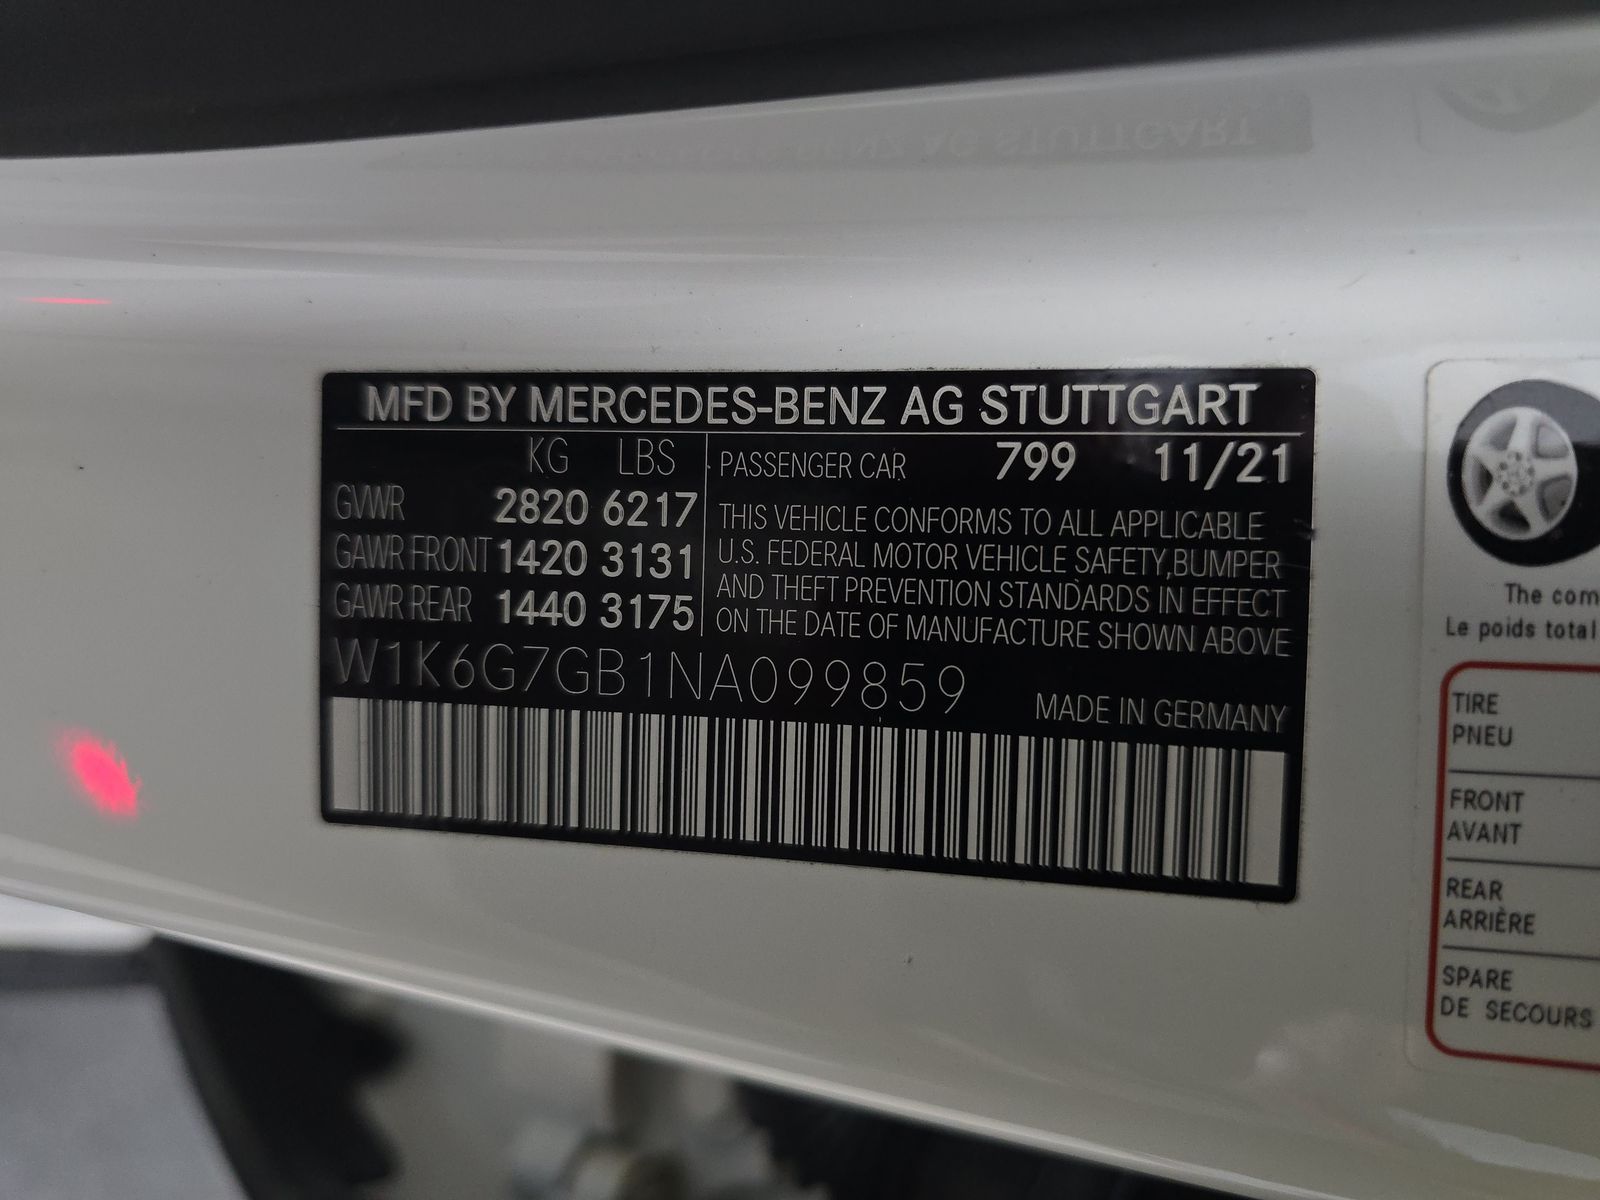 MFD BY MERCEDES-BENZ AG STUTTGART
KG LBS
GVWR 2820 6217
GAWR FRONT 1420 3131
GAWR REAR 1440 3175
PASSENGER CAR 799 11/21
THIS VEHICLE CONFORMS TO ALL APPLICABLE
U.S. FEDERAL MOTOR VEHICLE SAFETY,BUMPER
AND THEFT PREVENTION STANDARDS IN EFFECT
ON THE DATE OF MANUFACTURE SHOWN ABOVE
W1K6G7GB1NA099859
MADE IN GERMANY
The com
Le poids total
TIRE
PNEU
FRONT
AVANT
REAR
ARRIÈRE
SPARE
DE SECOURS